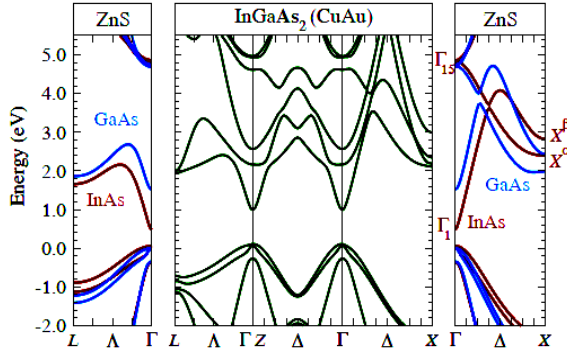 ZnS
InGaAs₂ (CuAu)
ZnS
Energy (eV)
5.0
4.0
3.0
2.0
1.0
0.0
-1.0
-2.0
GaAs
InAs
Γ₁₅
Γ₁
Xᶜ
GaAs
InAs
L Λ Γ
L Λ Γ Z Δ Γ Δ X
Γ Δ X